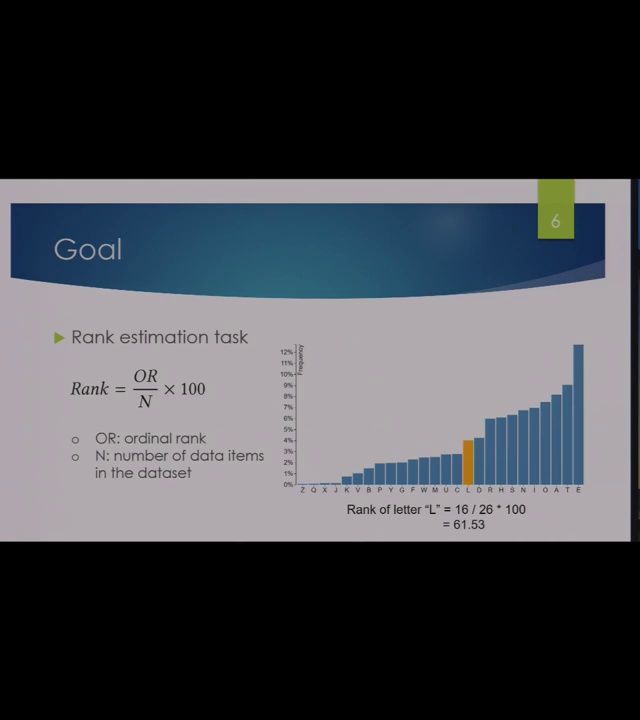 6
Goal
Rank estimation task
Rank = OR / N × 100
OR: ordinal rank
N: number of data items
in the dataset
Frequency
12%
11%
10%
9%
8%
7%
6%
5%
4%
3%
2%
1%
0%
Z Q X J K V B P Y G F W M U C L D R H S N I O A T E
Rank of letter “L” = 16 / 26 * 100
= 61.53